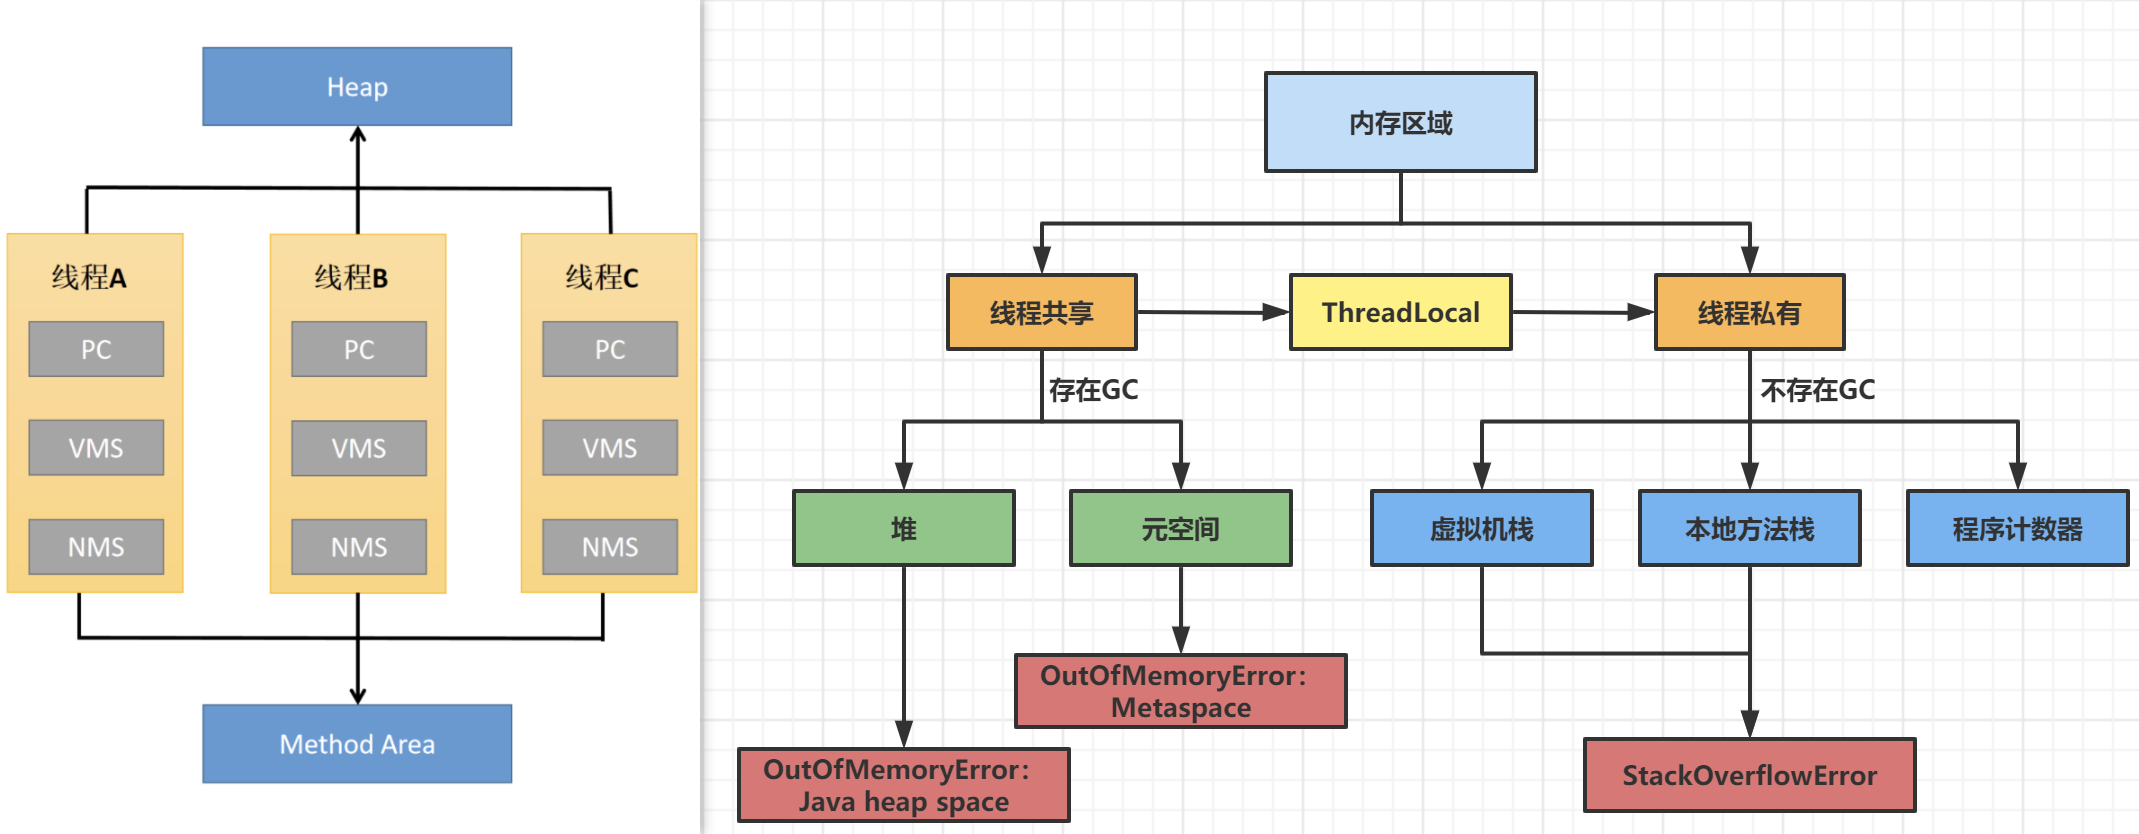 Heap
线程A
PC
VMS
NMS
线程B
PC
VMS
NMS
线程C
PC
VMS
NMS
Method Area
内存区域
线程共享
ThreadLocal
线程私有
存在GC
不存在GC
堆
元空间
虚拟机栈
本地方法栈
程序计数器
OutOfMemoryError：
Metaspace
OutOfMemoryError：
Java heap space
StackOverflowError